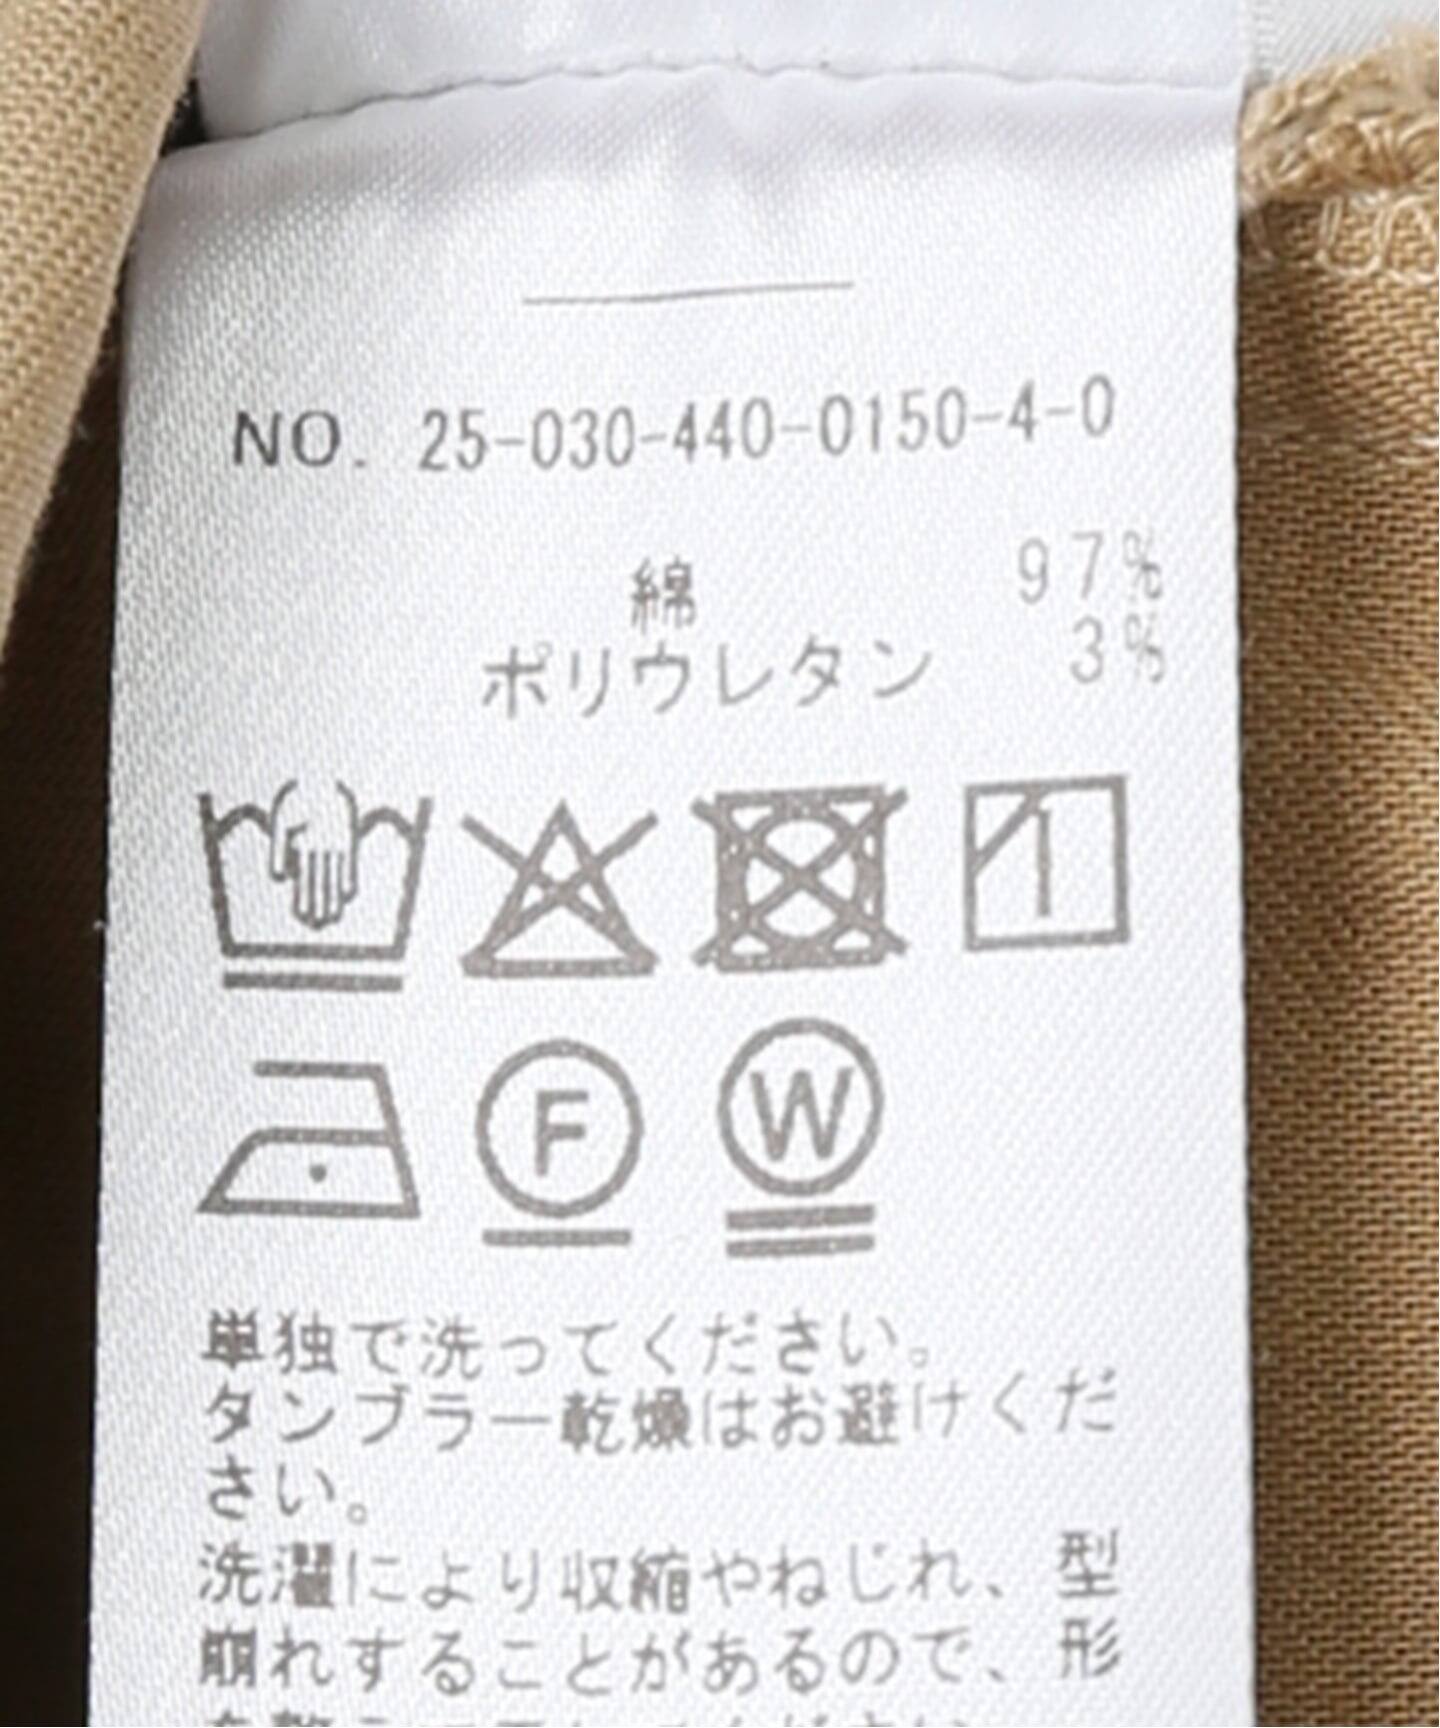 NO. 25-030-440-0150-4-0
綿 97%
ポリウレタン 3%
F W
単独で洗ってください。
タンブラー乾燥はお避けくだ
さい。
洗濯により収縮やねじれ、型
崩れすることがあるので、形